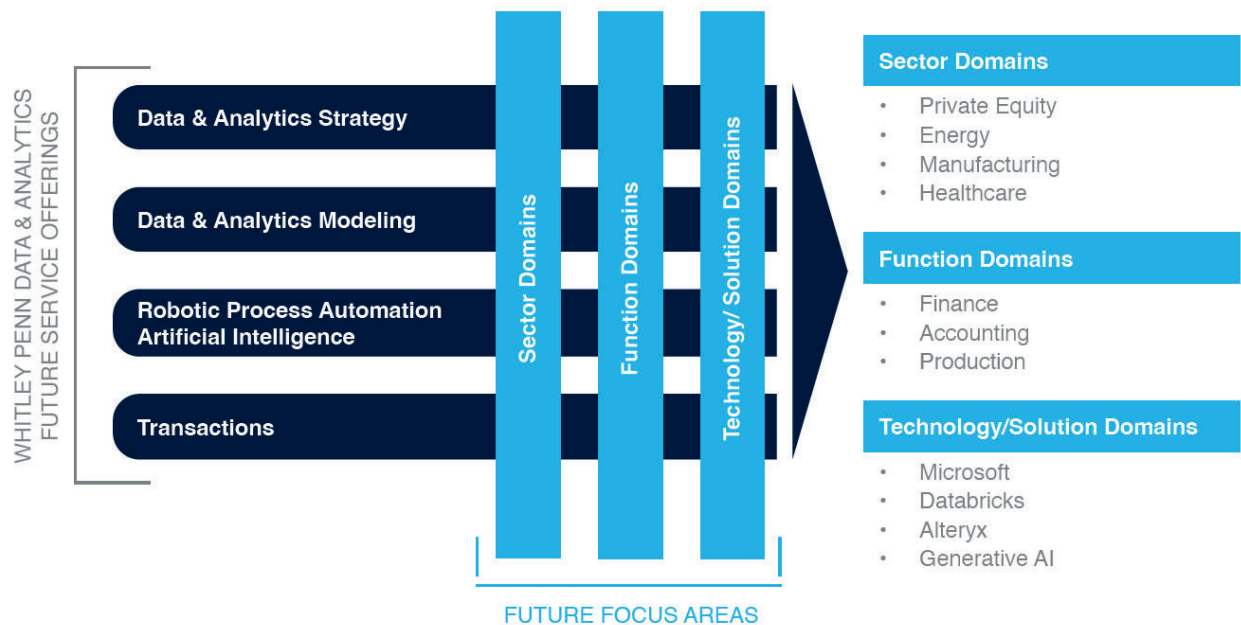 WHITLEY PENN DATA & ANALYTICS
FUTURE SERVICE OFFERINGS
Data & Analytics Strategy
Data & Analytics Modeling
Robotic Process Automation
Artificial Intelligence
Transactions
Sector Domains
Function Domains
Technology/ Solution Domains
FUTURE FOCUS AREAS
Sector Domains
• Private Equity
• Energy
• Manufacturing
• Healthcare
Function Domains
• Finance
• Accounting
• Production
Technology/Solution Domains
• Microsoft
• Databricks
• Alteryx
• Generative AI